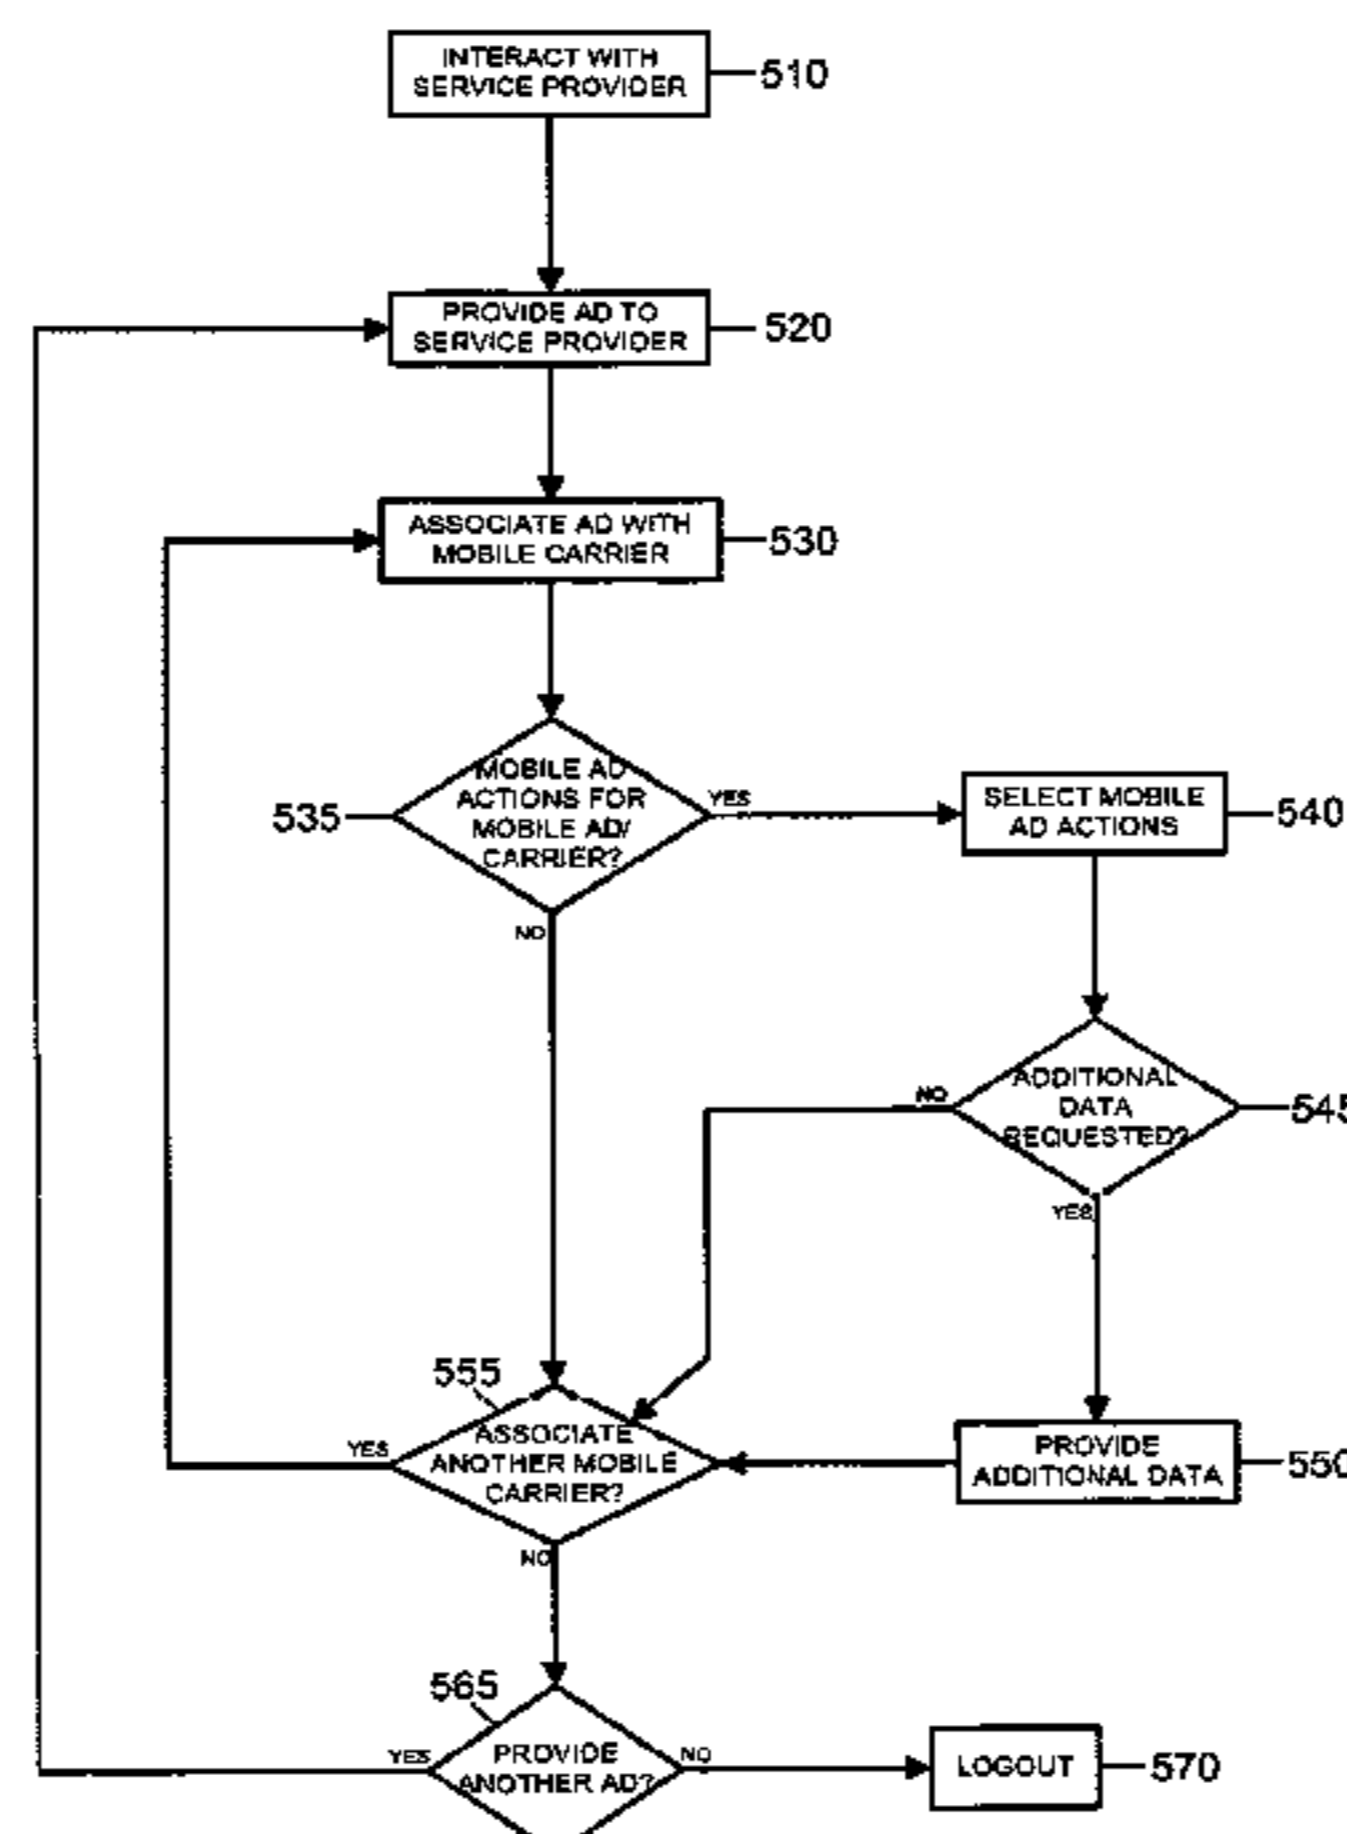 INTERACT WITH
SERVICE PROVIDER
510
PROVIDE AD TO
SERVICE PROVIDER
520
ASSOCIATE AD WITH
MOBILE CARRIER
530
MOBILE AD
ACTIONS FOR
MOBILE AD/
CARRIER?
535
YES
NO
SELECT MOBILE
AD ACTIONS
540
ADDITIONAL
DATA
REQUESTED?
545
NO
YES
PROVIDE
ADDITIONAL DATA
550
555
ASSOCIATE
ANOTHER MOBILE
CARRIER?
YES
NO
565
PROVIDE
ANOTHER AD?
YES
NO
LOGOUT
570